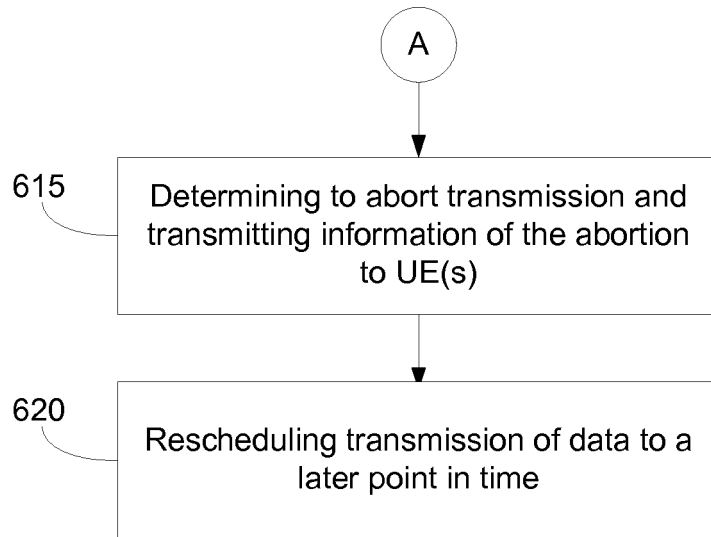 A
615
Determining to abort transmission and
transmitting information of the abortion
to UE(s)
620
Rescheduling transmission of data to a
later point in time